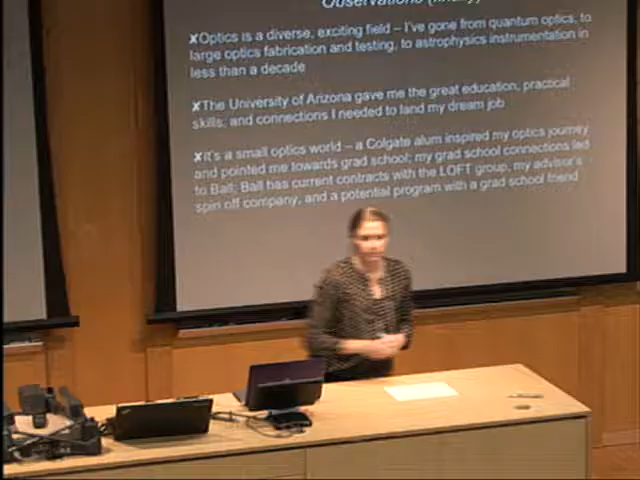 Observations (finally)
✘Optics is a diverse, exciting field – I've gone from quantum optics, to
large optics fabrication and testing, to astrophysics instrumentation in
less than a decade
✘The University of Arizona gave me the great education, practical
skills, and connections I needed to land my dream job
✘It's a small optics world – a Colgate alum inspired my optics journey
and pointed me towards grad school; my grad school connections led
to Ball; Ball has current contracts with the LOFT group, my advisor's
spin off company, and a potential program with a grad school friend